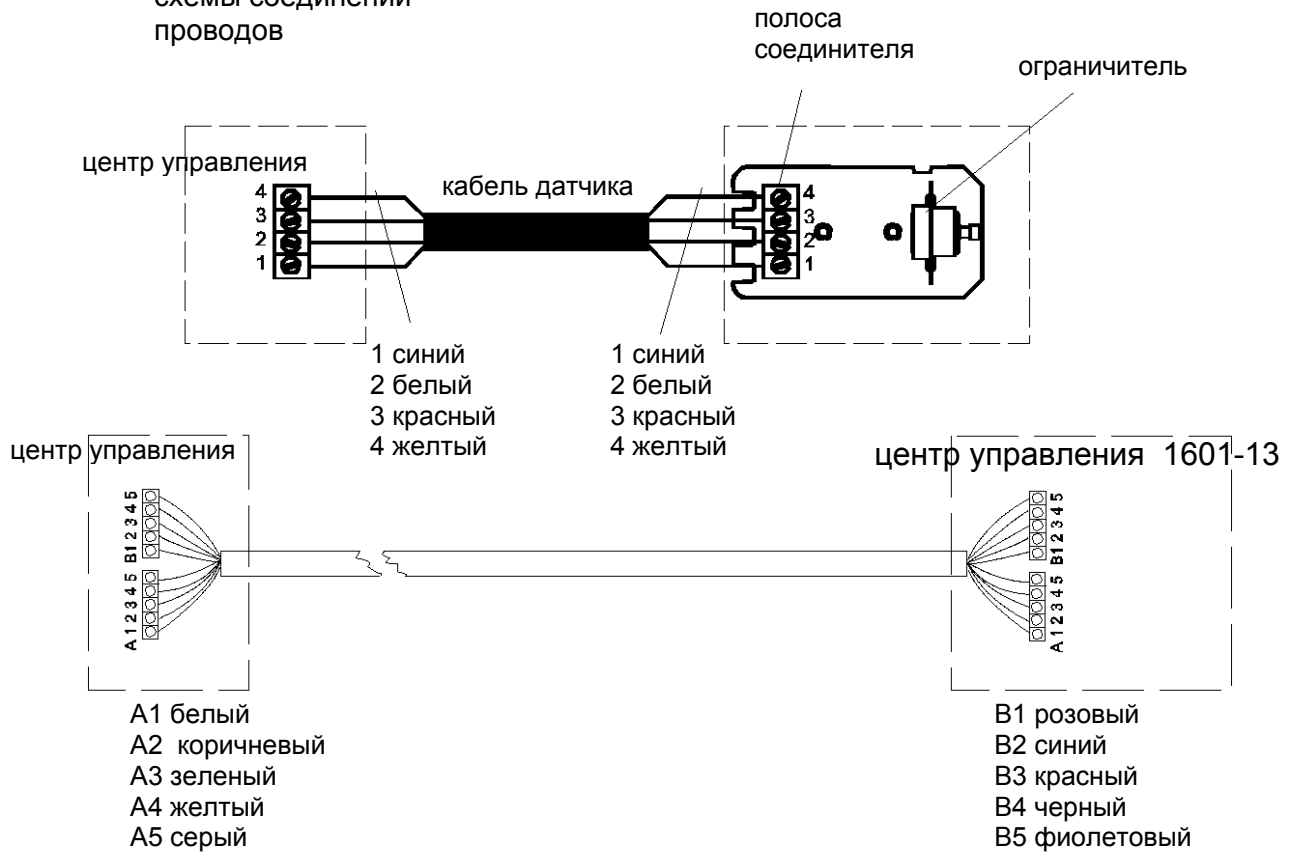 схемы соединений
проводов
полоса
соединителя
ограничитель
центр управления
кабель датчика
4
3
2
1
4
3
2
1
1 синий
2 белый
3 красный
4 желтый
1 синий
2 белый
3 красный
4 желтый
центр управления
центр управления 1601-13
B1 2 3 4 5
A 1 2 3 4 5
B1 2 3 4 5
A 1 2 3 4 5
A1 белый
A2 коричневый
A3 зеленый
A4 желтый
A5 серый
B1 розовый
B2 синий
B3 красный
B4 черный
B5 фиолетовый